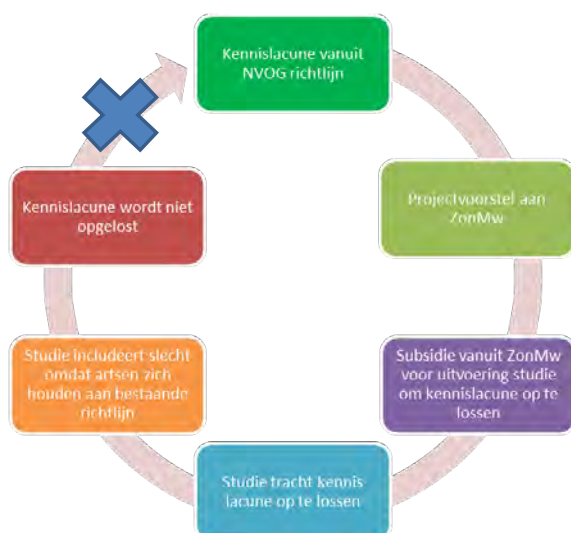 Kennislacune vanuit
NVOG richtlijn
Projectvoorstel aan
ZonMw
Subsidie vanuit ZonMw
voor uitvoering studie
om kennislacune op te
lossen
Studie tracht kennis
lacune op te lossen
Studie includeert slecht
omdat artsen zich
houden aan bestaande
richtlijn
Kennislacune wordt niet
opgelost